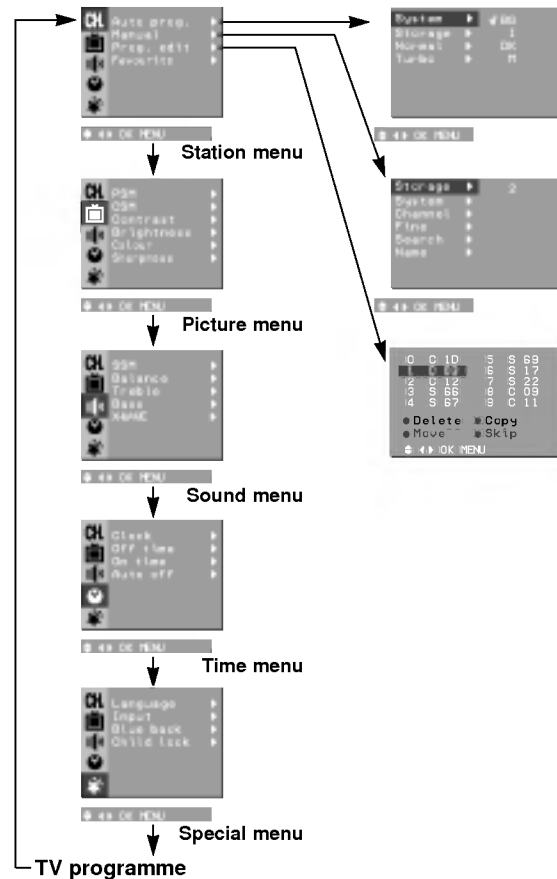 CH. Auto prog.
Manual
Prog. edit
Favourite
OK MENU
Station menu
System BG
Storage 1
Normal OK
Turbo M
OK MENU
CH. PSM
CSM
Contrast
Brightness
Colour
Sharpness
OK MENU
Picture menu
Storage 2
System
Channel
Fine
Search
Name
OK MENU
CH. SSM
Balance
Treble
Bass
OK MENU
Sound menu
0 C 10 5 S 69
1 C 6 S 17
2 C 12 7 S 22
3 S 66 8 C 09
4 S 67 9 C 11
Delete Copy
Move Skip
OK MENU
CH. Clock
Off time
On time
Auto off
OK MENU
Time menu
CH. Language
Input
Blue back
Child lock
OK MENU
Special menu
TV programme